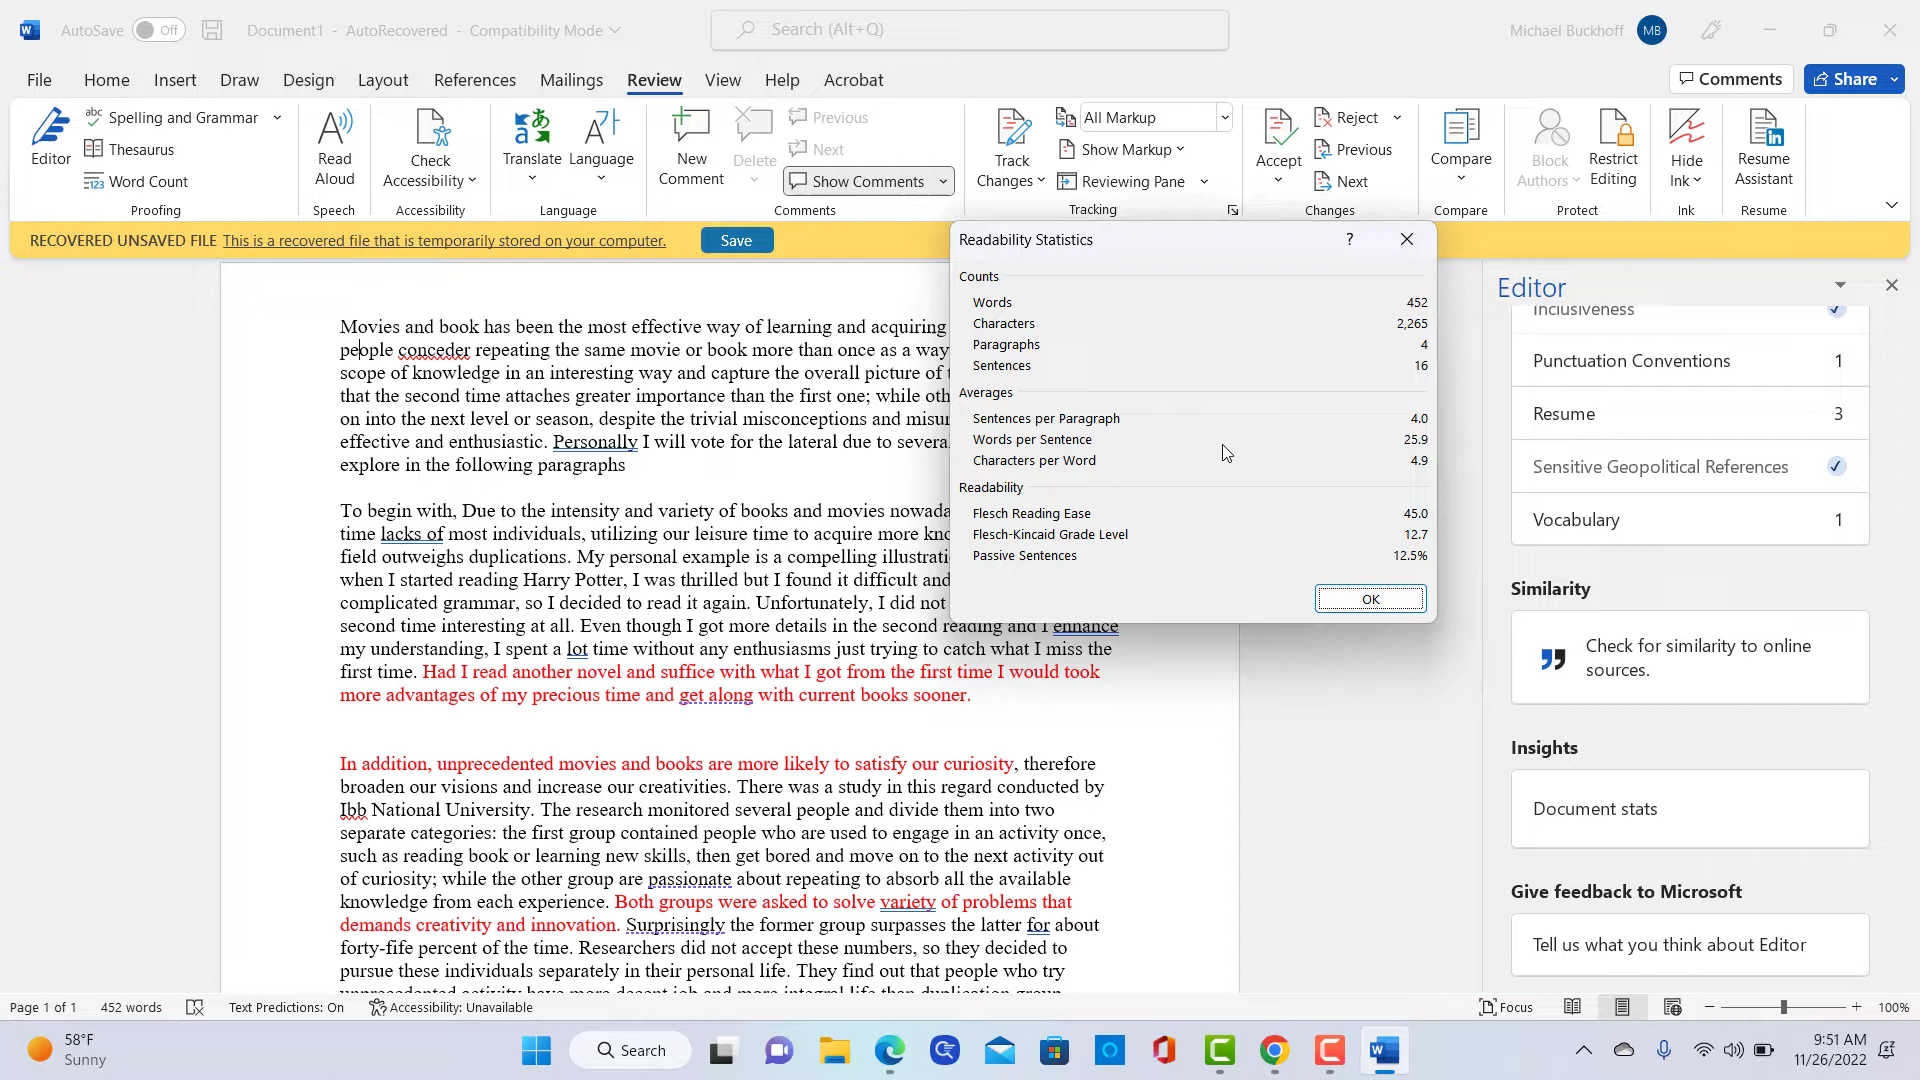 AutoSave Off Document1 - AutoRecovered - Compatibility Mode Search (Alt+Q) Michael Buckhoff MB
File Home Insert Draw Design Layout References Mailings Review View Help Acrobat Comments Share
Editor
abc Spelling and Grammar
Thesaurus
123 Word Count
Proofing
Read Aloud
Speech
Check Accessibility
Accessibility
Translate
Language
Language
New Comment
Delete
Previous
Next
Show Comments
Comments
Track Changes
All Markup
Show Markup
Reviewing Pane
Tracking
Accept
Reject
Previous
Next
Changes
Compare
Compare
Block Authors
Restrict Editing
Protect
Hide Ink
Ink
Resume Assistant
Resume
RECOVERED UNSAVED FILE This is a recovered file that is temporarily stored on your computer. Save
Movies and book has been the most effective way of learning and acquiring
people conceder repeating the same movie or book more than once as a way
scope of knowledge in an interesting way and capture the overall picture of
that the second time attaches greater importance than the first one; while
on into the next level or season, despite the trivial misconceptions and
effective and enthusiastic. Personally I will vote for the lateral due to
explore in the following paragraphs
To begin with, Due to the intensity and variety of books and movies
time lacks of most individuals, utilizing our leisure time to acquire more
field outweighs duplications. My personal example is a compelling
when I started reading Harry Potter, I was thrilled but I found it difficult and
complicated grammar, so I decided to read it again. Unfortunately, I did not
second time interesting at all. Even though I got more details in the second reading and I enhance
my understanding, I spent a lot time without any enthusiasms just trying to catch what I miss the
first time. Had I read another novel and suffice with what I got from the first time I would took
more advantages of my precious time and get along with current books sooner.
In addition, unprecedented movies and books are more likely to satisfy our curiosity, therefore
broaden our visions and increase our creativities. There was a study in this regard conducted by
Ibb National University. The research monitored several people and divide them into two
separate categories: the first group contained people who are used to engage in an activity once,
such as reading book or learning new skills, then get bored and move on to the next activity out
of curiosity; while the other group are passionate about repeating to absorb all the available
knowledge from each experience. Both groups were asked to solve variety of problems that
demands creativity and innovation. Surprisingly the former group surpasses the latter for about
forty-fife percent of the time. Researchers did not accept these numbers, so they decided to
pursue these individuals separately in their personal life. They find out that people who try
Readability Statistics ?
Counts
Words 452
Characters 2,265
Paragraphs 4
Sentences 16
Averages
Sentences per Paragraph 4.0
Words per Sentence 25.9
Characters per Word 4.9
Readability
Flesch Reading Ease 45.0
Flesch-Kincaid Grade Level 12.7
Passive Sentences 12.5%
OK
Editor
Inclusiveness
Punctuation Conventions 1
Resume 3
Sensitive Geopolitical References
Vocabulary 1
Similarity
Check for similarity to online
sources.
Insights
Document stats
Give feedback to Microsoft
Tell us what you think about Editor
Page 1 of 1 452 words Text Predictions: On Accessibility: Unavailable Focus 100%
58°F
Sunny
Search
9:51 AM
11/26/2022